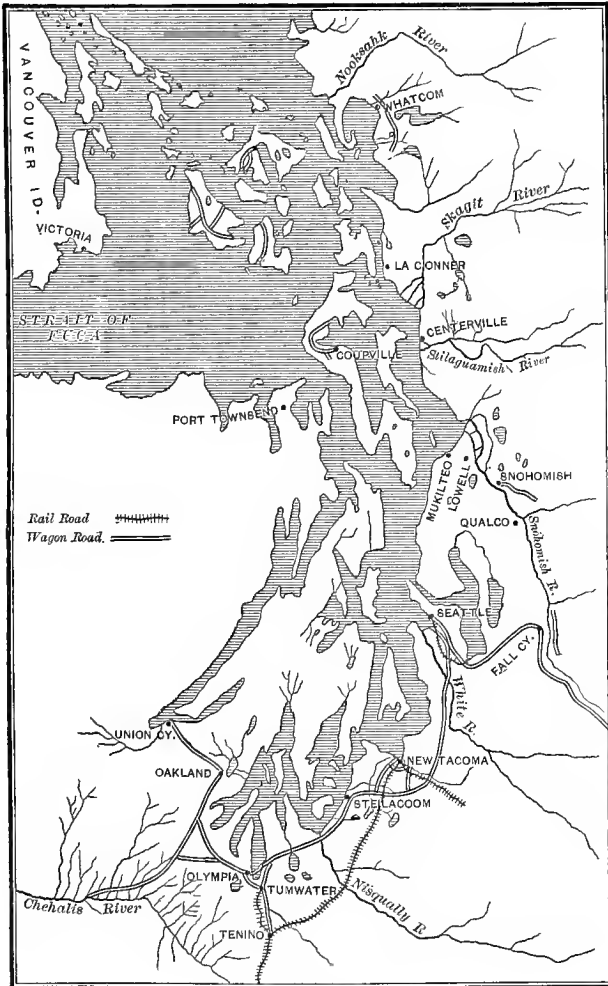 Nooksahk River
VANCOUVER ID.
WHATCOM
Skagit River
VICTORIA
LA CONNER
STRAIT OF
FUCA
CENTERVILLE
COUPVILLE
Stilaguamish River
PORT TOWNSEND
MUKILTEO
LOWELL
SNOHOMISH
Rail Road
Wagon Road.
QUALCO
Snohomish R.
SEATTLE
FALL CY.
White R.
UNION CY.
NEW TACOMA
OAKLAND
STEILACOOM
OLYMPIA
TUMWATER
Chehalis River
Nisqually R
TENINO